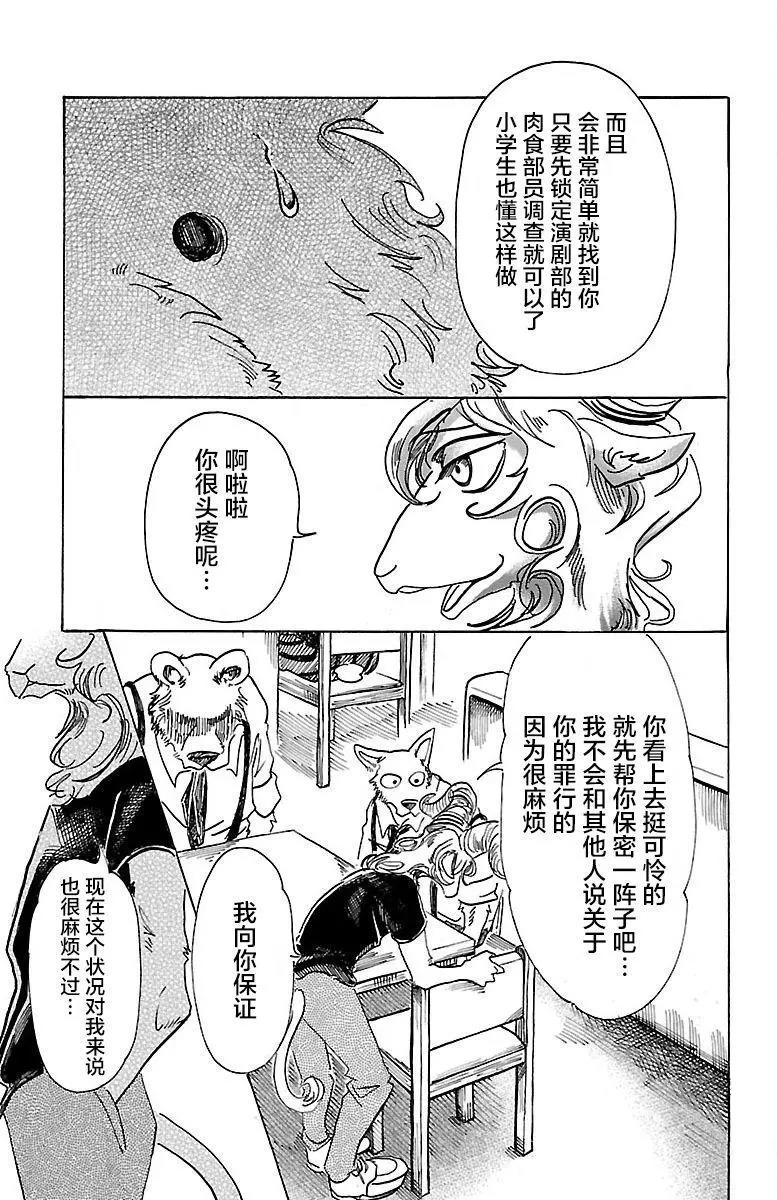 而且
会非常简单就找到你
只要先锁定演剧部的
肉食部员调查就可以了
小学生也懂这样做
啊啦啦
你很头疼呢…
你看上去挺可怜的
就先帮你保密一阵子吧…
我不会和其他人说关于
你的罪行的
因为很麻烦
我向你保证
现在这个状况对我来说
也很麻烦不过…